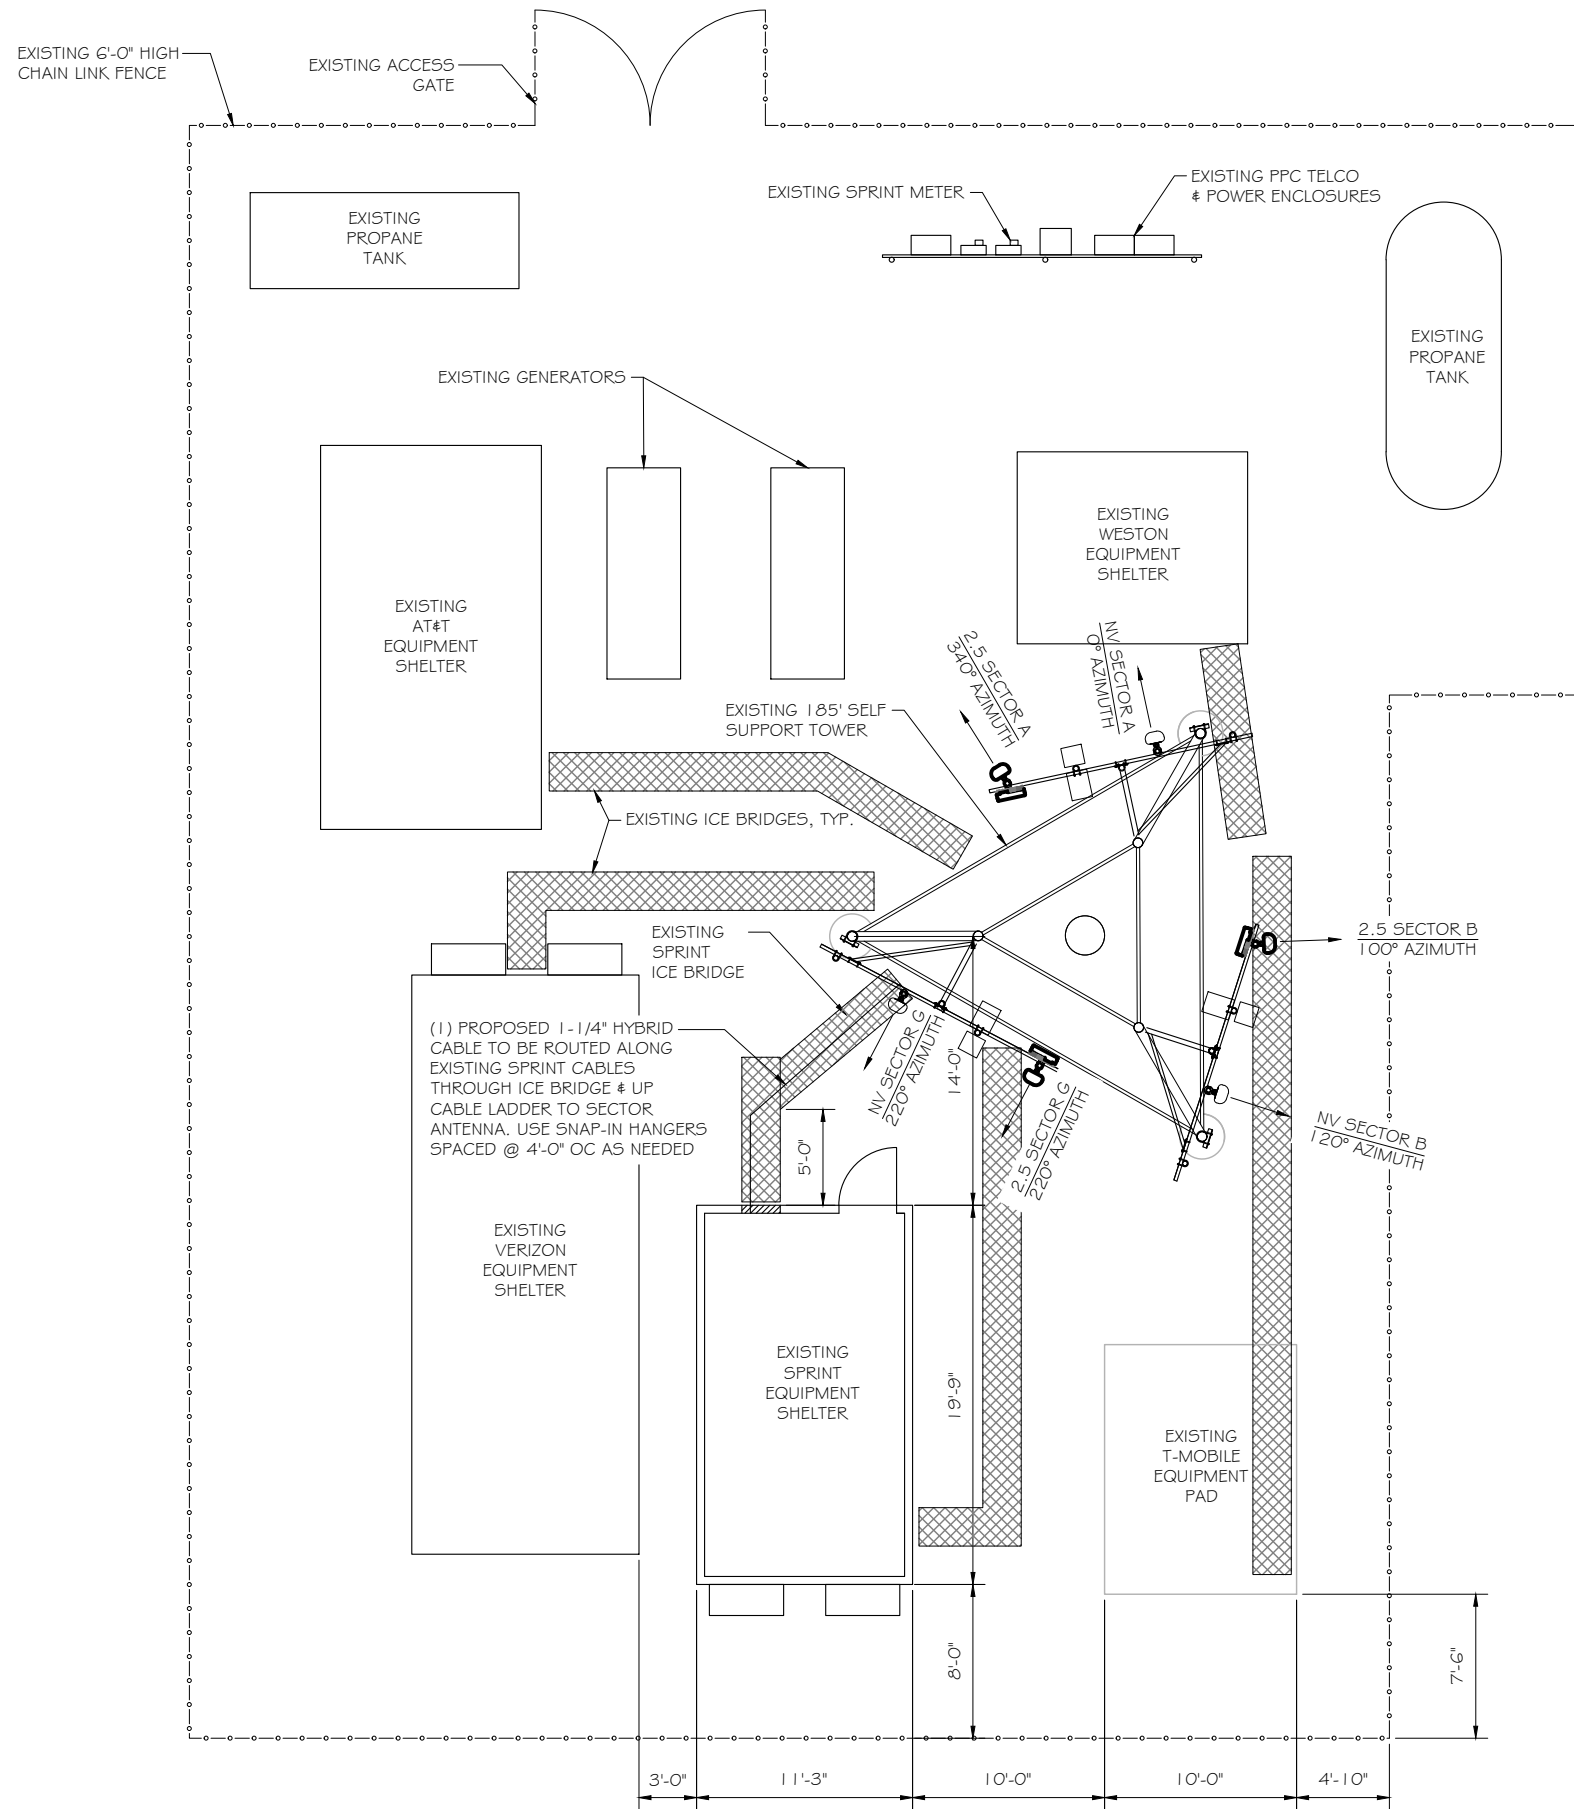 EXISTING 6'-0" HIGH
CHAIN LINK FENCE
EXISTING ACCESS
GATE
EXISTING
PROPANE
TANK
EXISTING SPRINT METER
EXISTING PPC TELCO
& POWER ENCLOSURES
EXISTING
PROPANE
TANK
EXISTING GENERATORS
EXISTING
WESTON
EQUIPMENT
SHELTER
EXISTING
AT&T
EQUIPMENT
SHELTER
2.5 SECTOR A
340° AZIMUTH
NV SECTOR A
0° AZIMUTH
EXISTING 185' SELF
SUPPORT TOWER
EXISTING ICE BRIDGES, TYP.
EXISTING
SPRINT
ICE BRIDGE
2.5 SECTOR B
100° AZIMUTH
(1) PROPOSED 1-1/4" HYBRID
CABLE TO BE ROUTED ALONG
EXISTING SPRINT CABLES
THROUGH ICE BRIDGE & UP
CABLE LADDER TO SECTOR
ANTENNA. USE SNAP-IN HANGERS
SPACED @ 4'-0" OC AS NEEDED
NV SECTOR G
220° AZIMUTH
14'-0"
2.5 SECTOR G
220° AZIMUTH
NV SECTOR B
120° AZIMUTH
5'-0"
EXISTING
VERIZON
EQUIPMENT
SHELTER
EXISTING
SPRINT
EQUIPMENT
SHELTER
19'-9"
EXISTING
T-MOBILE
EQUIPMENT
PAD
8'-0"
7'-6"
3'-0"
11'-3"
10'-0"
10'-0"
4'-10"